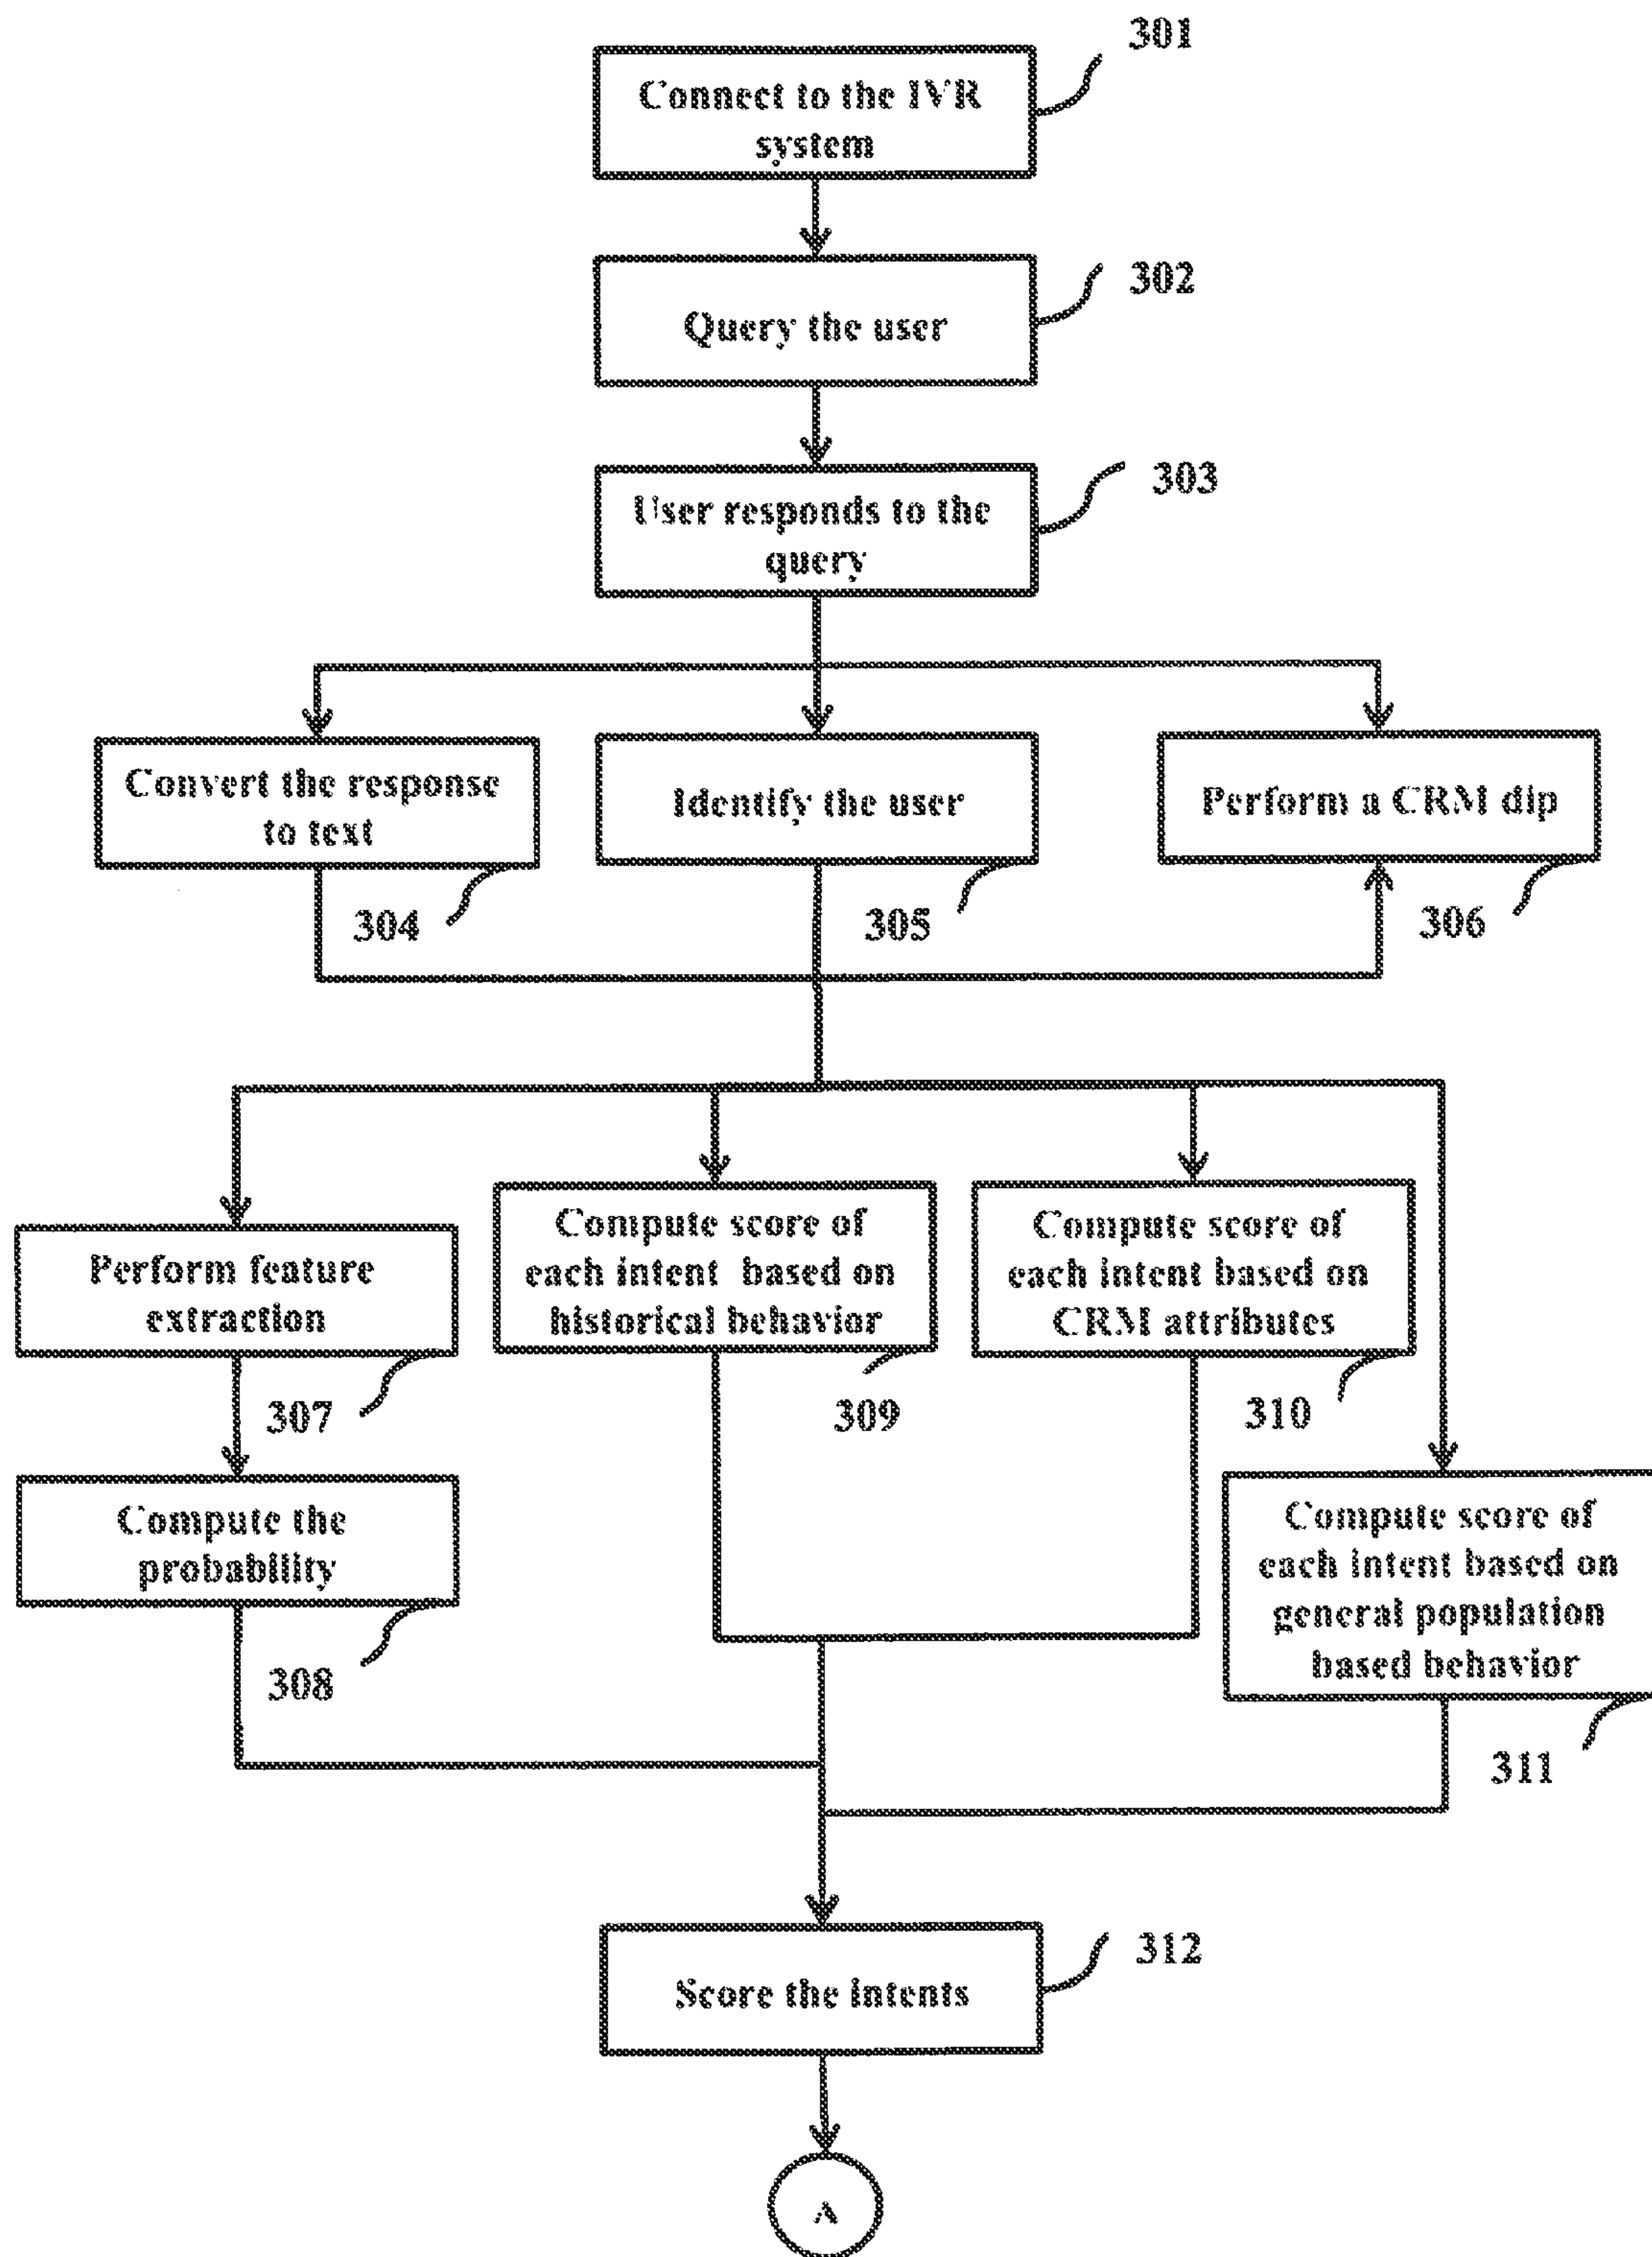 301
Connect to the IVR
system
302
Query the user
303
User responds to the
query
Convert the response
to text
Identify the user
Perform a CRM dip
304
305
306
Perform feature
extraction
Compute score of
each intent based on
historical behavior
Compute score of
each intent based on
CRM attributes
307
309
310
Compute the
probability
Compute score of
each intent based on
general population
based behavior
308
311
312
Score the intents
A